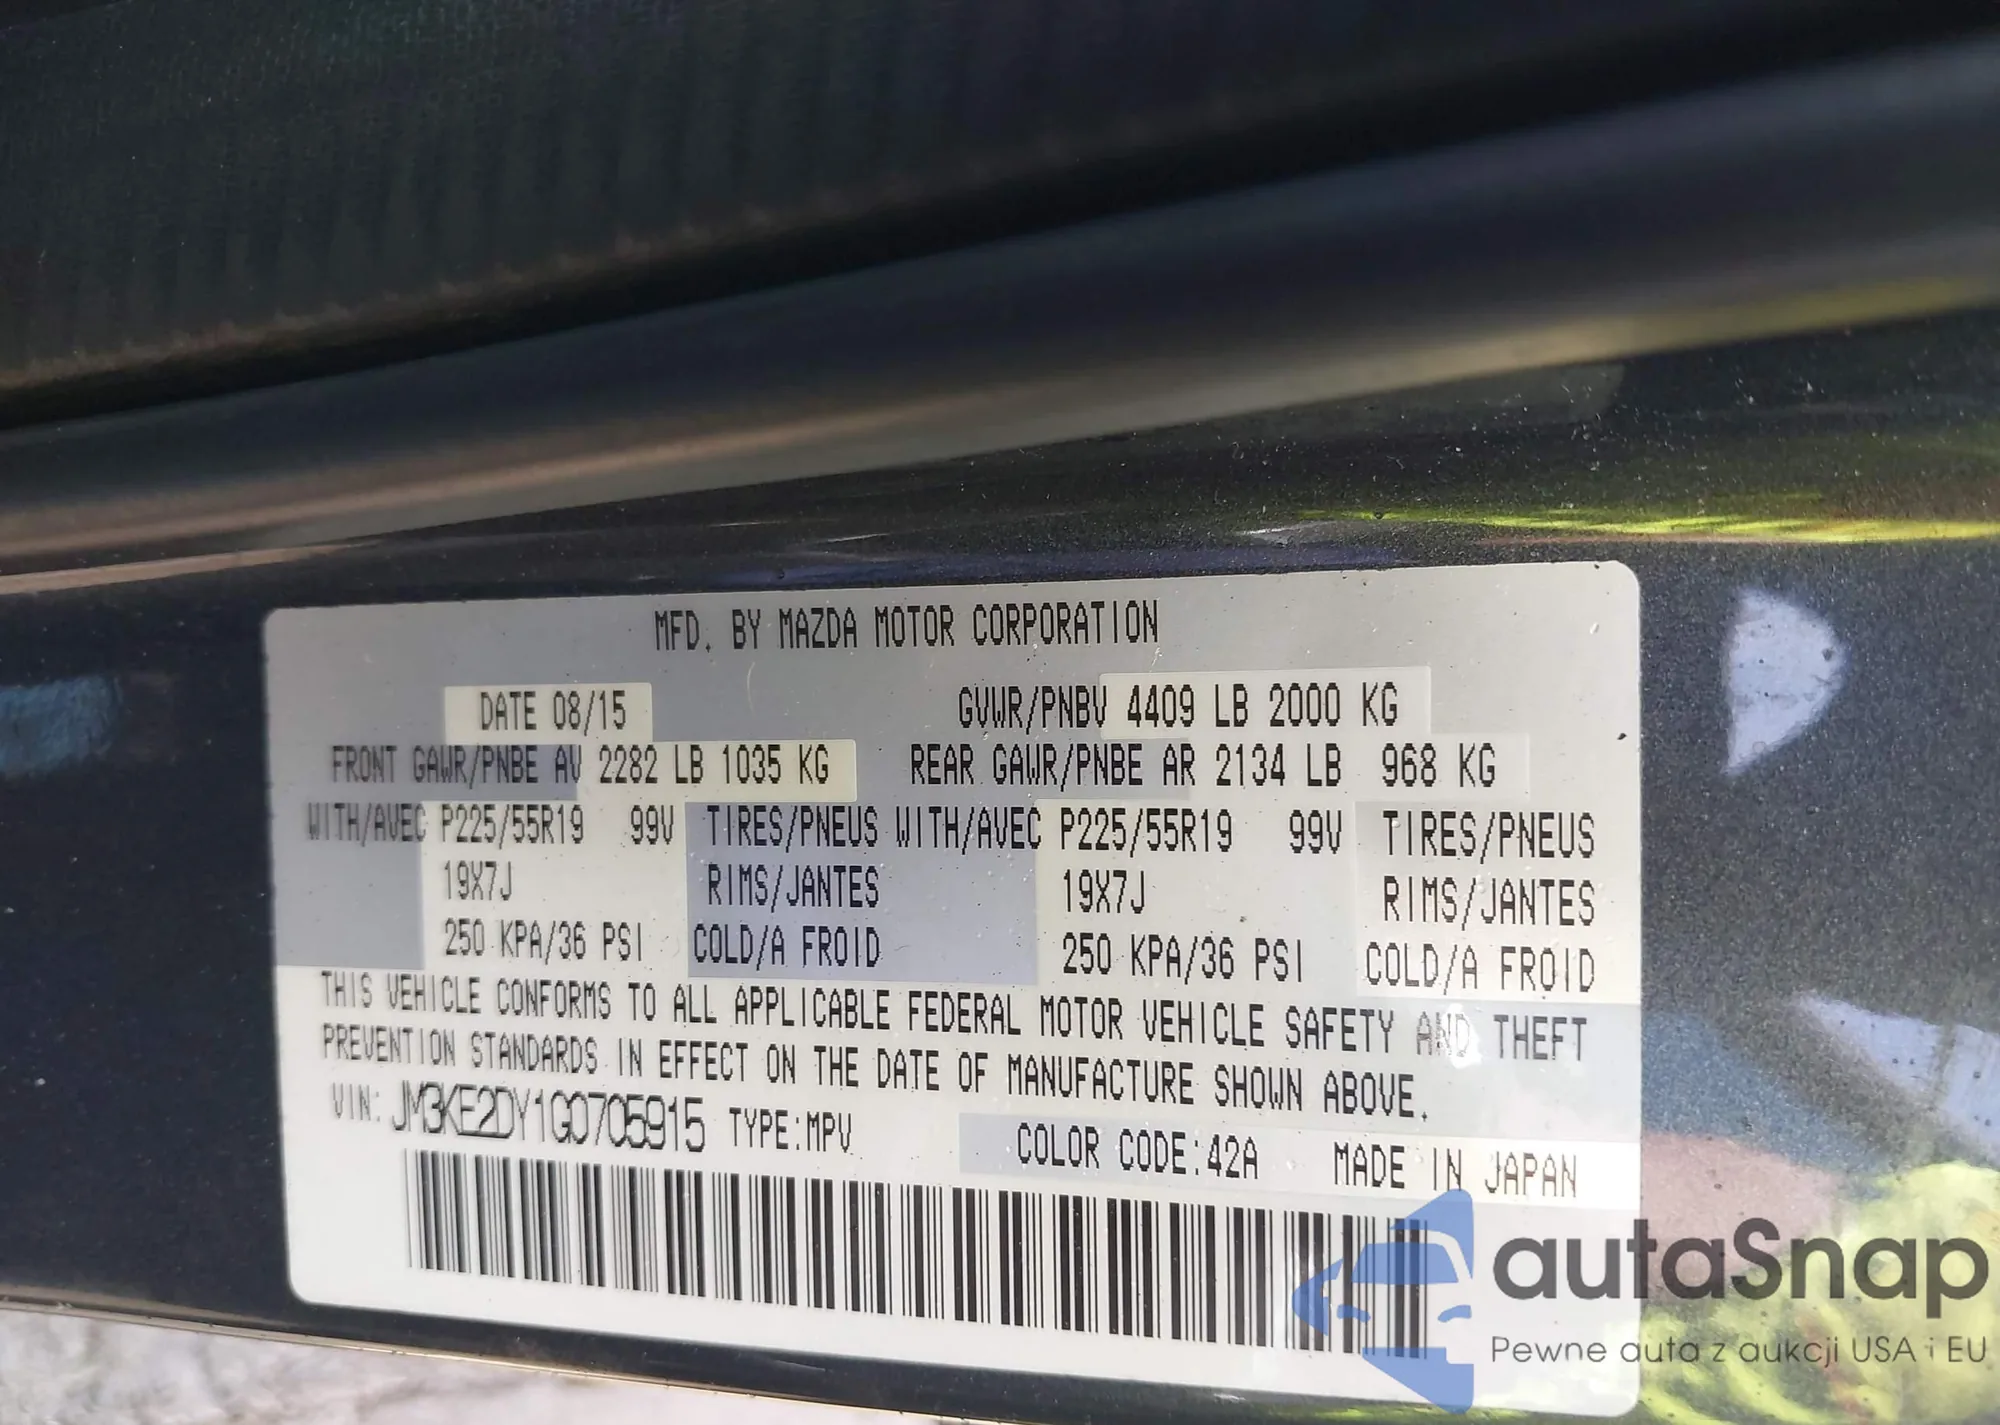 MFD. BY MAZDA MOTOR CORPORATION
DATE 08/15 GVWR/PNBV 4409 LB 2000 KG
FRONT GAWR/PNBE AV 2282 LB 1035 KG REAR GAWR/PNBE AR 2134 LB 968 KG
WITH/AVEC P225/55R19 99V TIRES/PNEUS WITH/AVEC P225/55R19 99V TIRES/PNEUS
19X7J RIMS/JANTES 19X7J RIMS/JANTES
250 KPA/36 PSI COLD/A FROID 250 KPA/36 PSI COLD/A FROID
THIS VEHICLE CONFORMS TO ALL APPLICABLE FEDERAL MOTOR VEHICLE SAFETY AND THEFT
PREVENTION STANDARDS IN EFFECT ON THE DATE OF MANUFACTURE SHOWN ABOVE.
VIN: JM3KE2DY1G0705915 TYPE:MPV COLOR CODE:42A MADE IN JAPAN
autaSnap
Pewne auta z aukcji USA i EU